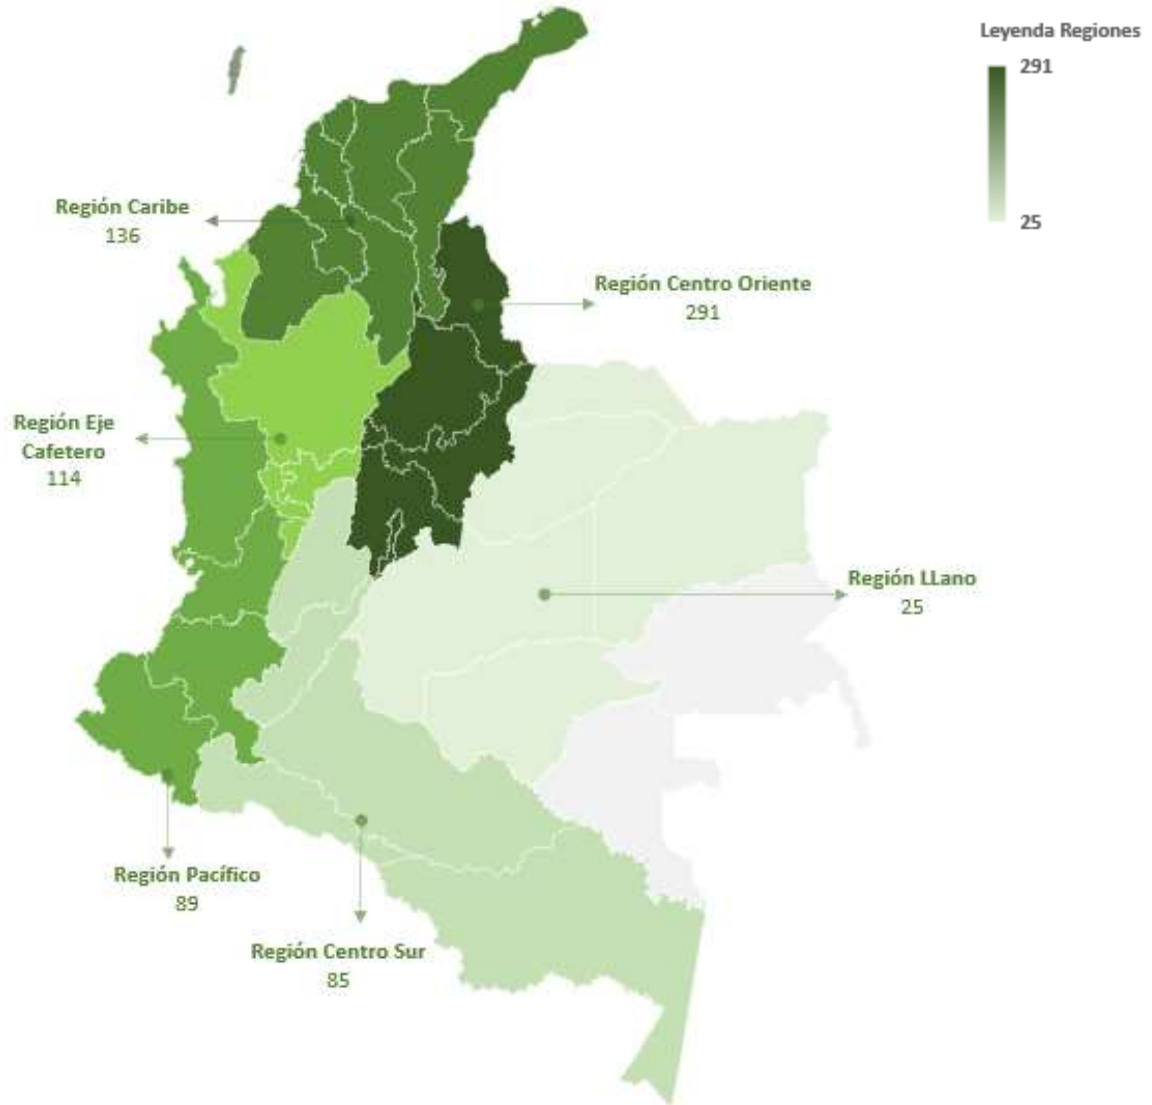 Leyenda Regiones
291
25
Región Caribe
136
Región Centro Oriente
291
Región Eje
Cafetero
114
Región LLano
25
Región Pacífico
89
Región Centro Sur
85